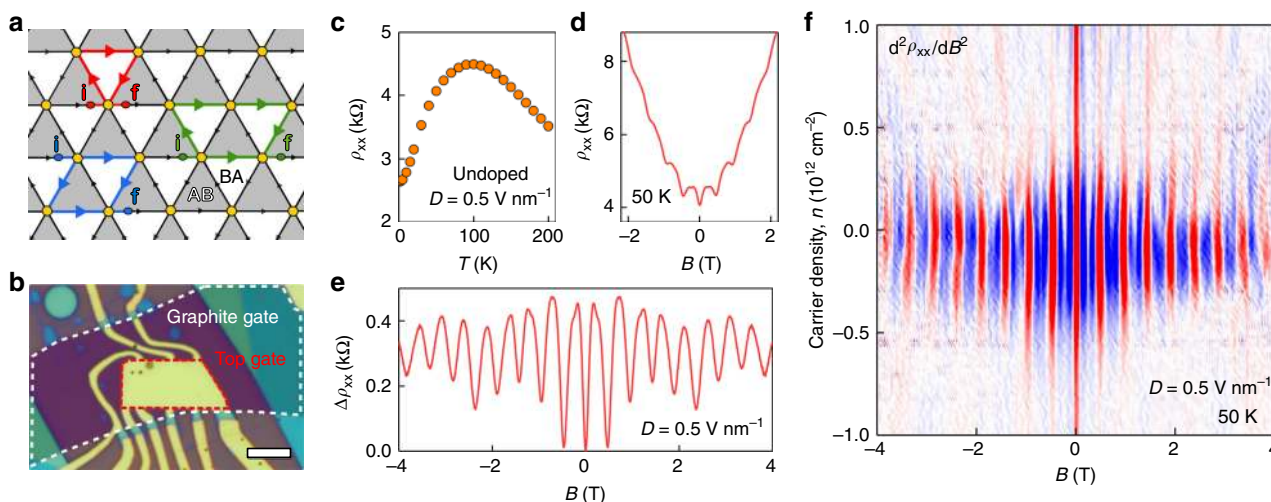 a
i
f
i
f
i
f
AB
BA
b
Graphite gate
Top gate
c
ρxx (kΩ)
5
4
3
2
Undoped
D = 0.5 V nm⁻¹
0
100
200
T (K)
d
ρxx (kΩ)
8
6
4
50 K
−2
0
2
B (T)
e
Δρxx (kΩ)
0.4
0.2
0.0
D = 0.5 V nm⁻¹
−4
−2
0
2
4
B (T)
f
d²ρxx/dB²
Carrier density, n (10¹² cm⁻²)
1.0
0.5
0.0
−0.5
−1.0
D = 0.5 V nm⁻¹
50 K
−4
−2
0
2
4
B (T)